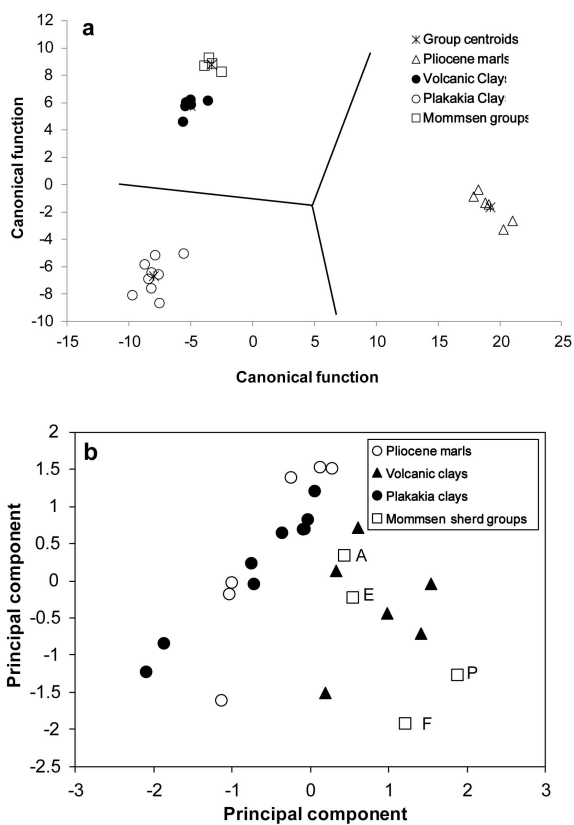 a
Canonical function
12
10
8
6
4
2
0
-2
-4
-6
-8
-10
Group centroids
Pliocene marls
Volcanic Clays
Plakakia Clays
Mommsen groups
-15 -10 -5 0 5 10 15 20 25
Canonical function
b
Principal component
2
1.5
1
0.5
0
-0.5
-1
-1.5
-2
-2.5
Pliocene marls
Volcanic clays
Plakakia clays
Mommsen sherd groups
A
E
P
F
-3 -2 -1 0 1 2 3
Principal component